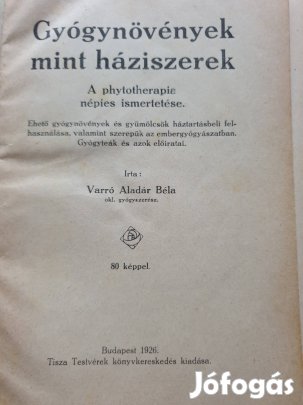 Gyógynövények
mint háziszerek
A phytotherapia
népies ismertetése.
Ehető gyógynövények és gyümölcsök háztartásbeli fel-
használása, valamint szerepük az embergyógyászatban.
Gyógyteák és azok előiratai.
Irta:
Varró Aladár Béla
okl. gyógyszerész.
80 képpel.
Budapest 1926.
Tisza Testvérek könyvkereskedés kiadása.
Jófogás